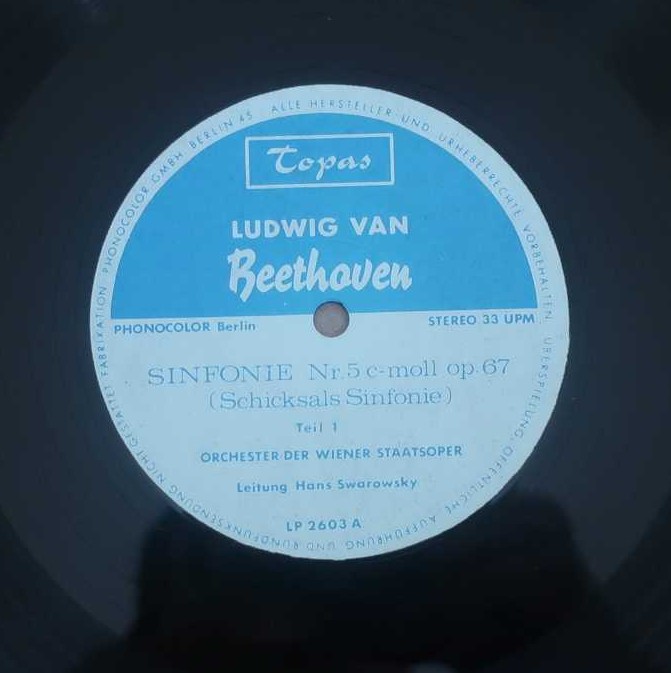 Topas
LUDWIG VAN
Beethoven
PHONOCOLOR Berlin
STEREO 33 UPM
SINFONIE Nr. 5 c-moll op. 67
(Schicksals Sinfonie)
Teil 1
ORCHESTER DER WIENER STAATSOPER
Leitung Hans Swarowsky
LP 2603 A
FABRIKATION: PHONOCOLOR GMBH. BERLIN 45 ALLE HERSTELLER- UND URHEBERRECHTE VORBEHALTEN. ÜBERSPIELUNG, ÖFFENTLICHE AUFFÜHRUNG UND RUNDFUNKSENDUNG NICHT GESTATTET